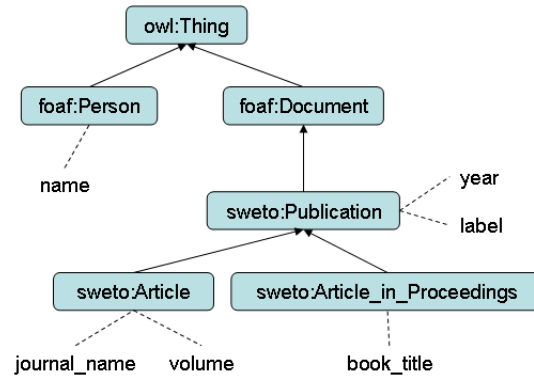 owl:Thing
foaf:Person
foaf:Document
name
year
sweto:Publication
label
sweto:Article
sweto:Article_in_Proceedings
journal_name
volume
book_title